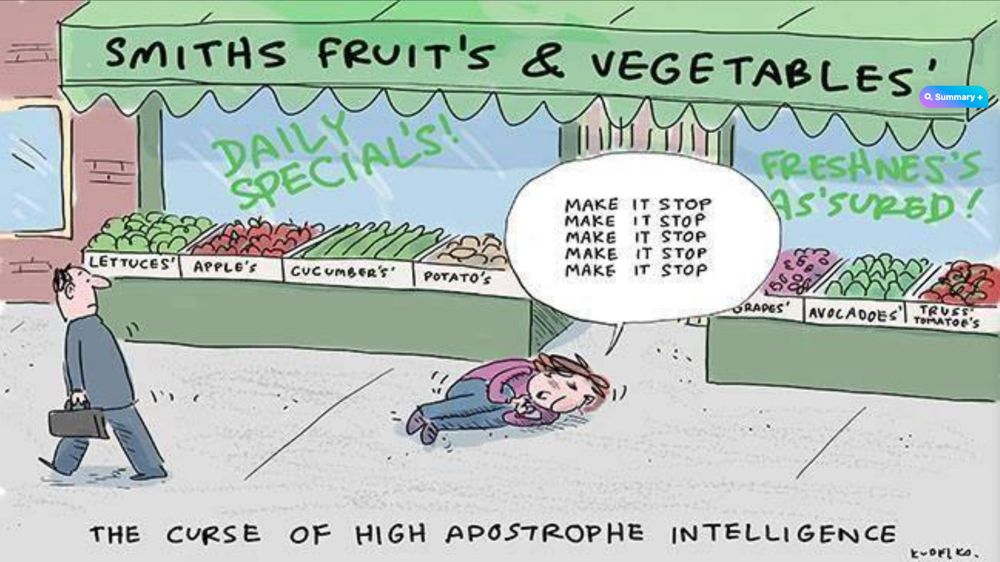 SMITHS FRUIT'S & VEGETABLES'
Summary +
DAILY
SPECIAL'S!
FRESHNES'S
AS'SURED!
MAKE IT STOP
MAKE IT STOP
MAKE IT STOP
MAKE IT STOP
MAKE IT STOP
LETTUCES'
APPLE'S
CUCUMBER'S'
POTATO'S
GRAPES'
AVOCADOES'
TRUSS'
TOMATOE'S
THE CURSE OF HIGH APOSTROPHE INTELLIGENCE